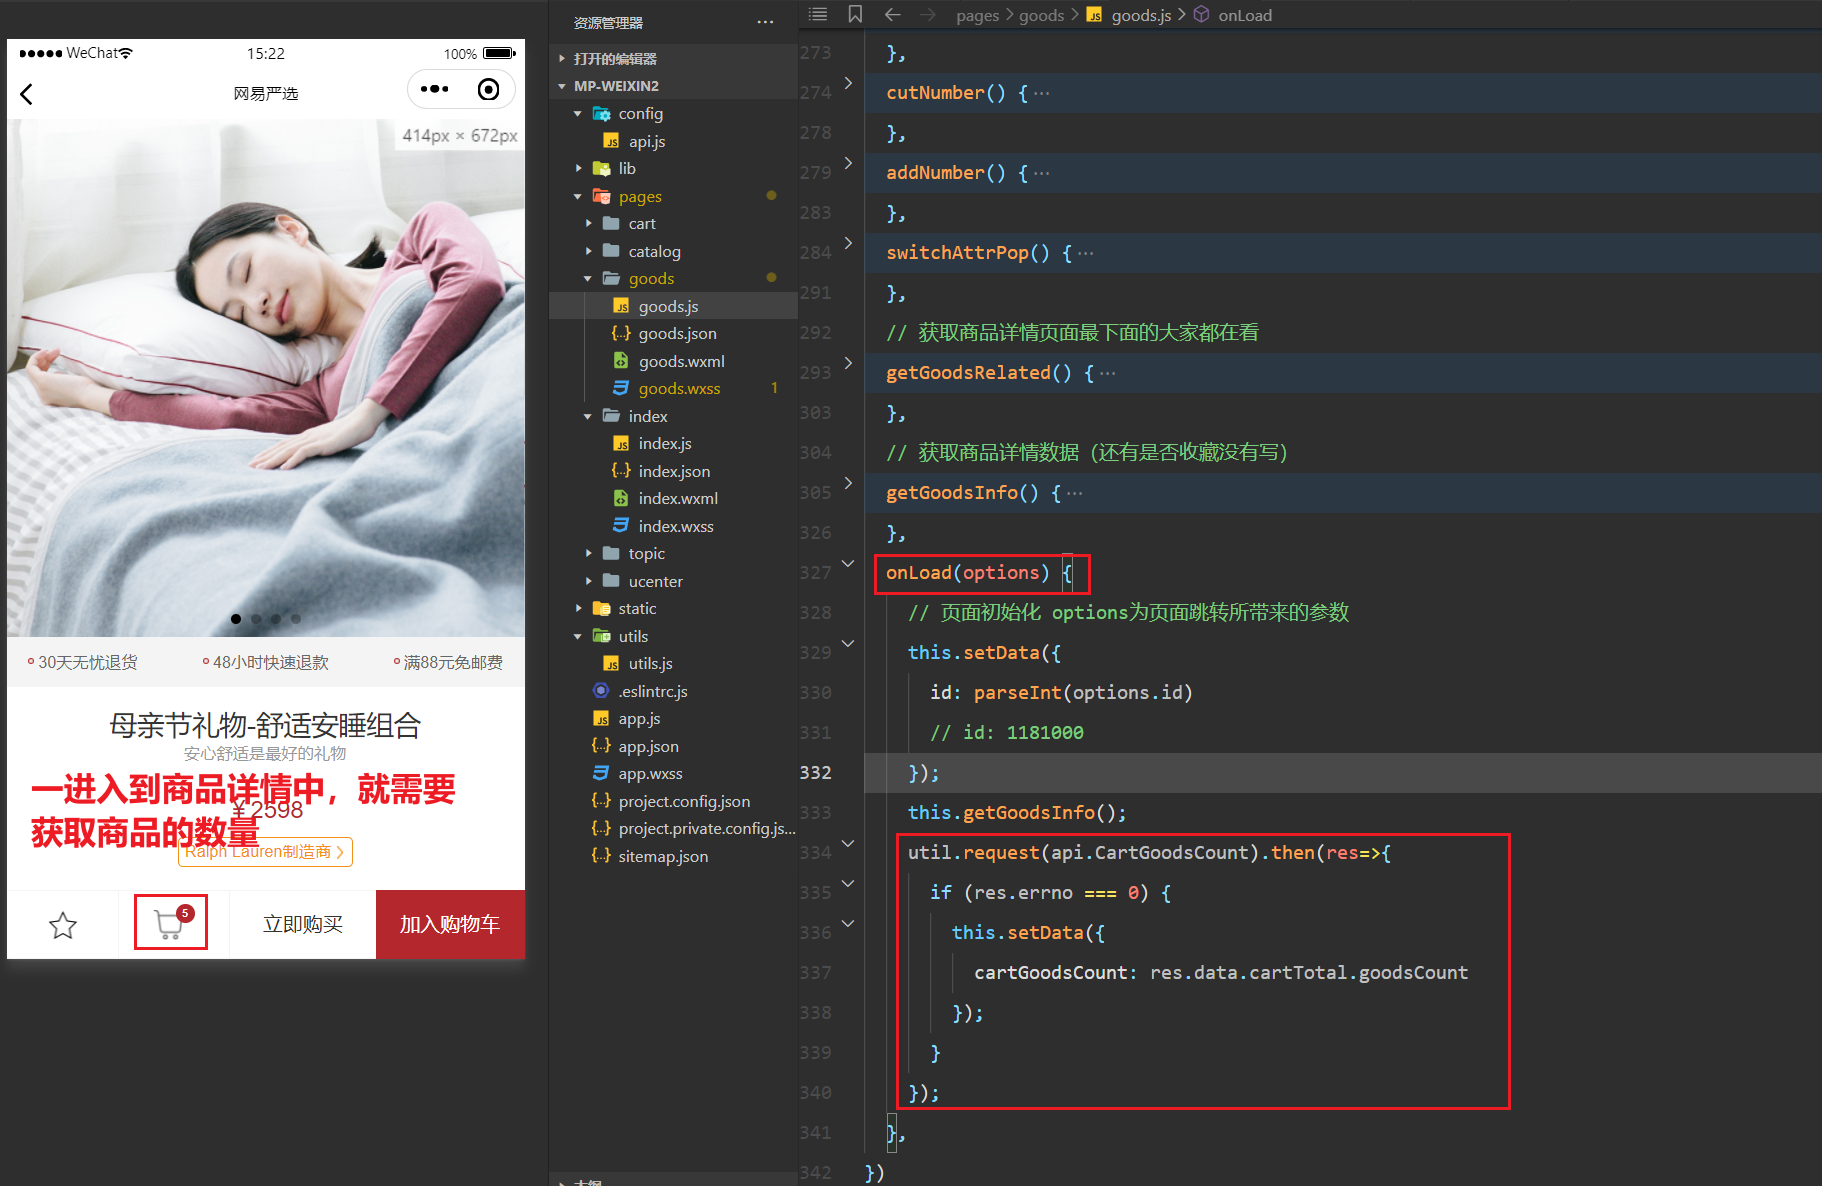 WeChat 15:22 100%
网易严选
414px × 672px
30天无忧退货 48小时快速退款 满88元免邮费
母亲节礼物-舒适安睡组合
安心舒适是最好的礼物
一进入到商品详情中，就需要
获取商品的数量
￥2598
Ralph Lauren制造商
5
立即购买 加入购物车
资源管理器 ···
打开的编辑器
MP-WEIXIN2
config
api.js
lib
pages
cart
catalog
goods
goods.js
goods.json
goods.wxml
goods.wxss 1
index
index.js
index.json
index.wxml
index.wxss
topic
ucenter
static
utils
utils.js
.eslintrc.js
app.js
app.json
app.wxss
project.config.json
project.private.config.js...
sitemap.json
pages > goods > JS goods.js > onLoad
273 },
274 cutNumber() { ···
278 },
279 addNumber() { ···
283 },
284 switchAttrPop() { ···
291 },
292 // 获取商品详情页面最下面的大家都在看
293 getGoodsRelated() { ···
303 },
304 // 获取商品详情数据（还有是否收藏没有写）
305 getGoodsInfo() { ···
326 },
327 onLoad(options) {
328 // 页面初始化 options为页面跳转所带来的参数
329 this.setData({
330 id: parseInt(options.id)
331 // id: 1181000
332 });
333 this.getGoodsInfo();
334 util.request(api.CartGoodsCount).then(res=>{
335 if (res.errno === 0) {
336 this.setData({
337 cartGoodsCount: res.data.cartTotal.goodsCount
338 });
339 }
340 });
341 },
342 })